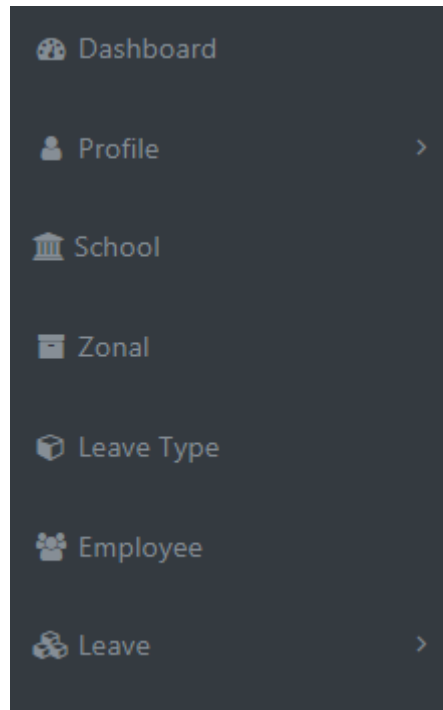 Dashboard
Profile
School
Zonal
Leave Type
Employee
Leave